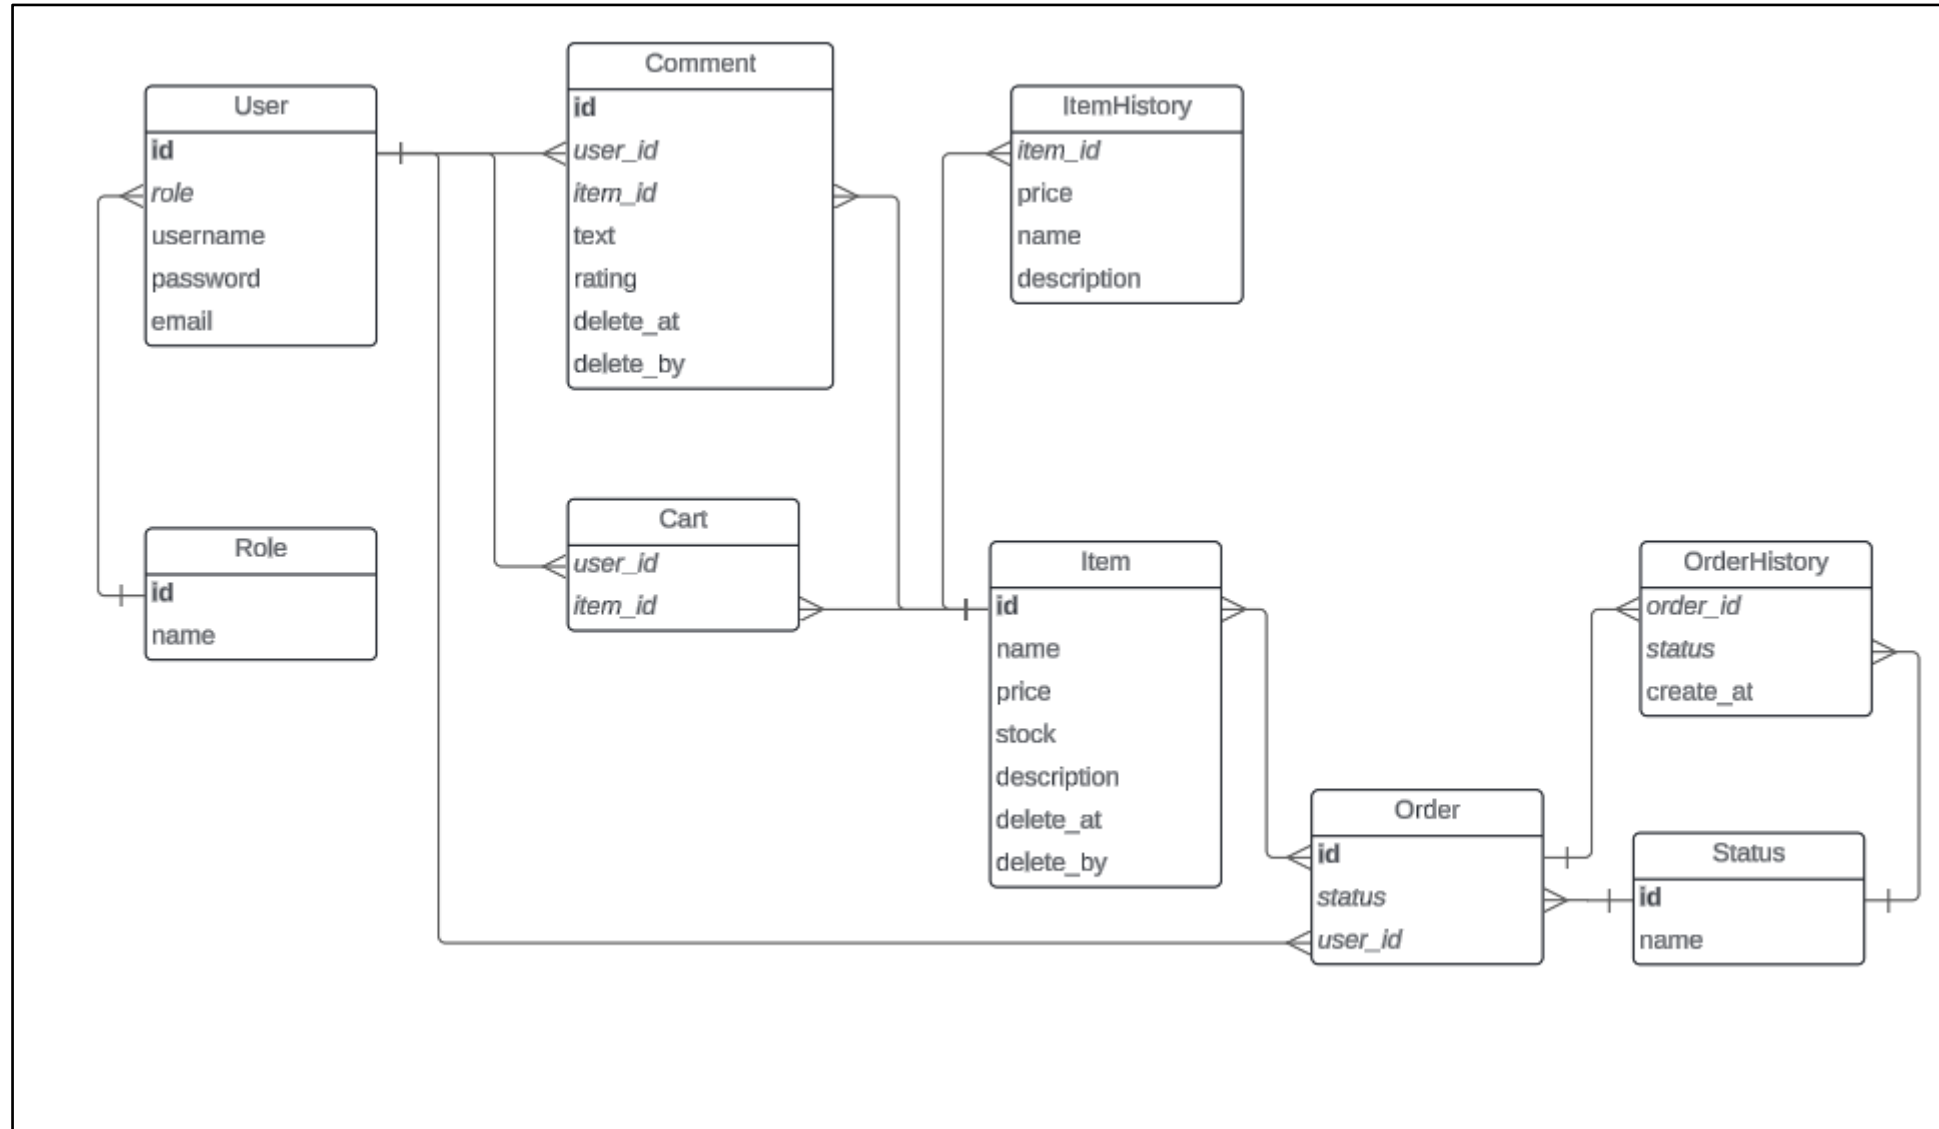 User
id
role
username
password
email
Comment
id
user_id
item_id
text
rating
delete_at
delete_by
ItemHistory
item_id
price
name
description
Role
id
name
Cart
user_id
item_id
Item
id
name
price
stock
description
delete_at
delete_by
OrderHistory
order_id
status
create_at
Order
id
status
user_id
Status
id
name